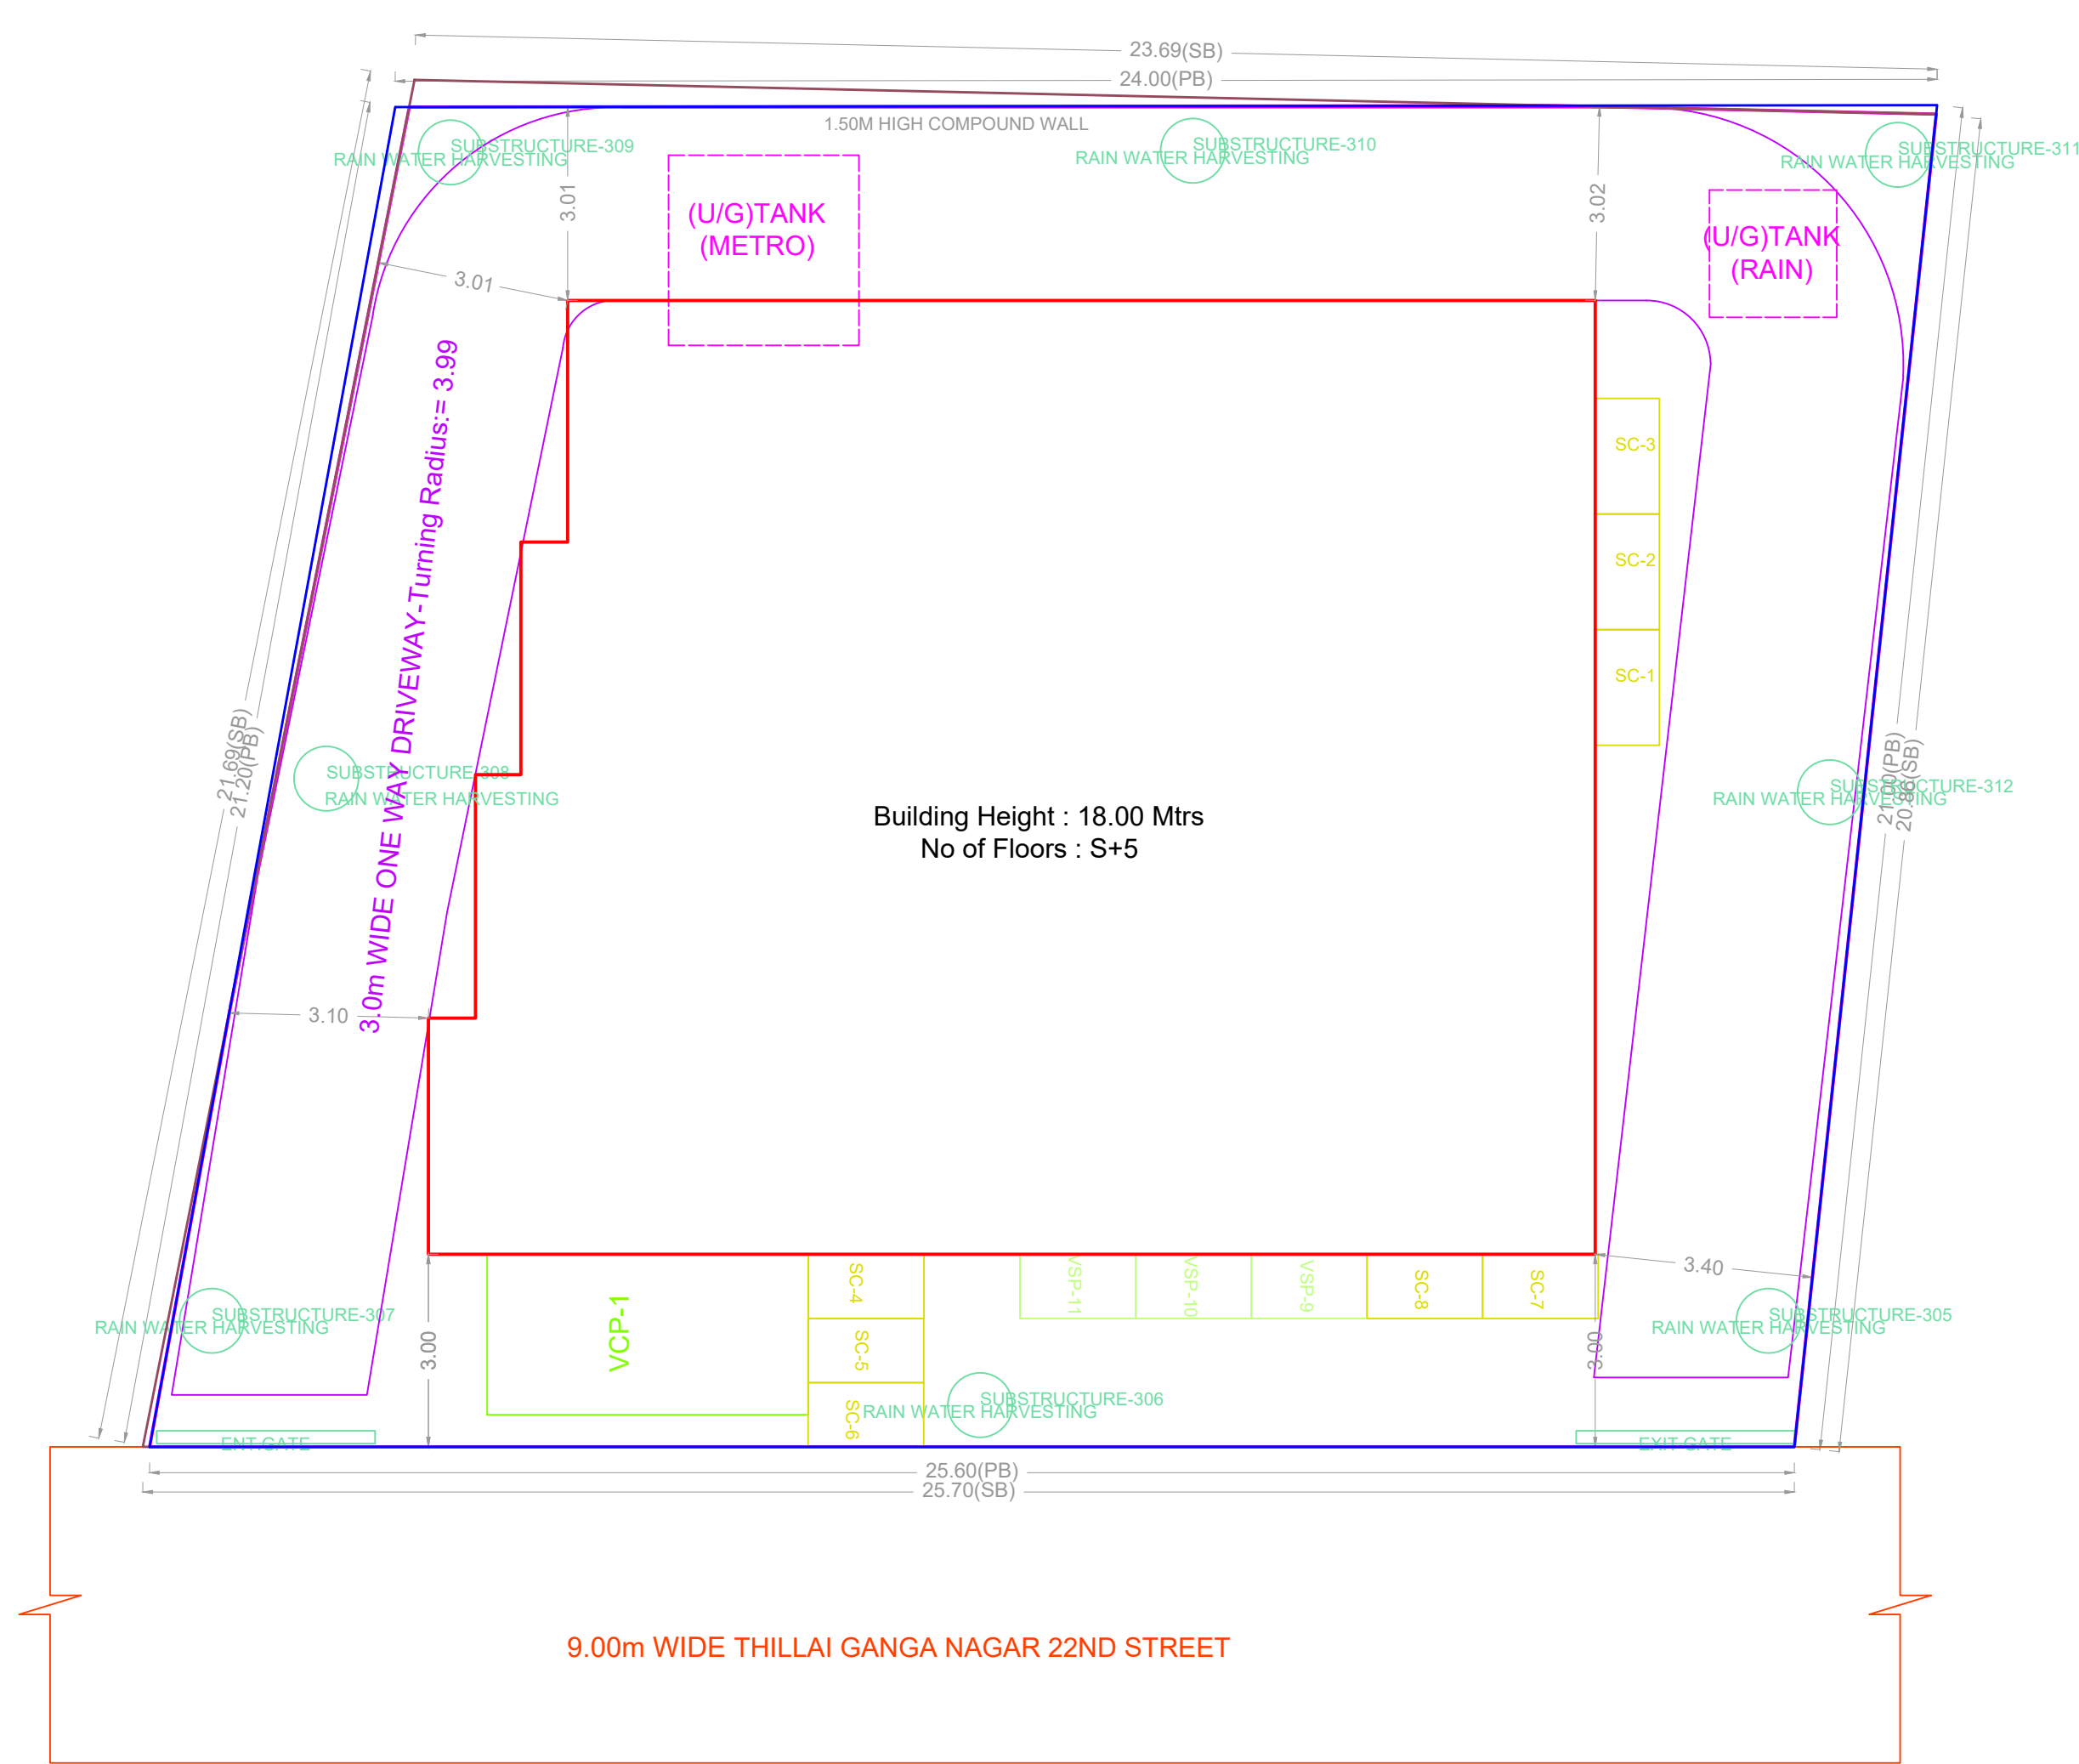 23.69(SB)
24.00(PB)
1.50M HIGH COMPOUND WALL
SUBSTRUCTURE-309
RAIN WATER HARVESTING
SUBSTRUCTURE-310
RAIN WATER HARVESTING
SUBSTRUCTURE-311
RAIN WATER HARVESTING
3.01
(U/G)TANK
(METRO)
3.02
(U/G)TANK
(RAIN)
3.01
3.0m WIDE ONE WAY DRIVEWAY-Turning Radius:= 3.99
SC-3
SC-2
SC-1
21.69(SB)
21.20(PB)
SUBSTRUCTURE-308
RAIN WATER HARVESTING
Building Height : 18.00 Mtrs
No of Floors : S+5
21.00(PB)
20.86(SB)
SUBSTRUCTURE-312
RAIN WATER HARVESTING
3.10
3.40
VCP-1
SC-4
SC-5
SC-6
VSP-11
VSP-10
VSP-9
SC-8
SC-7
SUBSTRUCTURE-307
RAIN WATER HARVESTING
3.00
3.00
SUBSTRUCTURE-305
RAIN WATER HARVESTING
SUBSTRUCTURE-306
RAIN WATER HARVESTING
ENT GATE
EXIT GATE
25.60(PB)
25.70(SB)
9.00m WIDE THILLAI GANGA NAGAR 22ND STREET